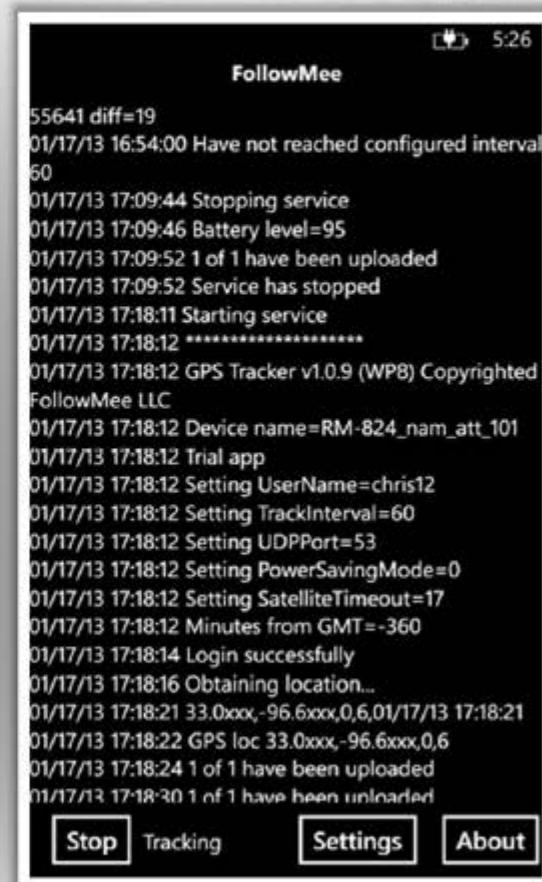 5:26
FollowMee
55641 diff=19
01/17/13 16:54:00 Have not reached configured interval
60
01/17/13 17:09:44 Stopping service
01/17/13 17:09:46 Battery level=95
01/17/13 17:09:52 1 of 1 have been uploaded
01/17/13 17:09:52 Service has stopped
01/17/13 17:18:11 Starting service
01/17/13 17:18:12 ********************
01/17/13 17:18:12 GPS Tracker v1.0.9 (WP8) Copyrighted
FollowMee LLC
01/17/13 17:18:12 Device name=RM-824_nam_att_101
01/17/13 17:18:12 Trial app
01/17/13 17:18:12 Setting UserName=chris12
01/17/13 17:18:12 Setting TrackInterval=60
01/17/13 17:18:12 Setting UDPPort=53
01/17/13 17:18:12 Setting PowerSavingMode=0
01/17/13 17:18:12 Setting SatelliteTimeout=17
01/17/13 17:18:12 Minutes from GMT=-360
01/17/13 17:18:14 Login successfully
01/17/13 17:18:16 Obtaining location...
01/17/13 17:18:21 33.0xxx,-96.6xxx,0,6,01/17/13 17:18:21
01/17/13 17:18:22 GPS loc 33.0xxx,-96.6xxx,0,6
01/17/13 17:18:24 1 of 1 have been uploaded
01/17/13 17:18:30 1 of 1 have been uploaded
Stop Tracking Settings About